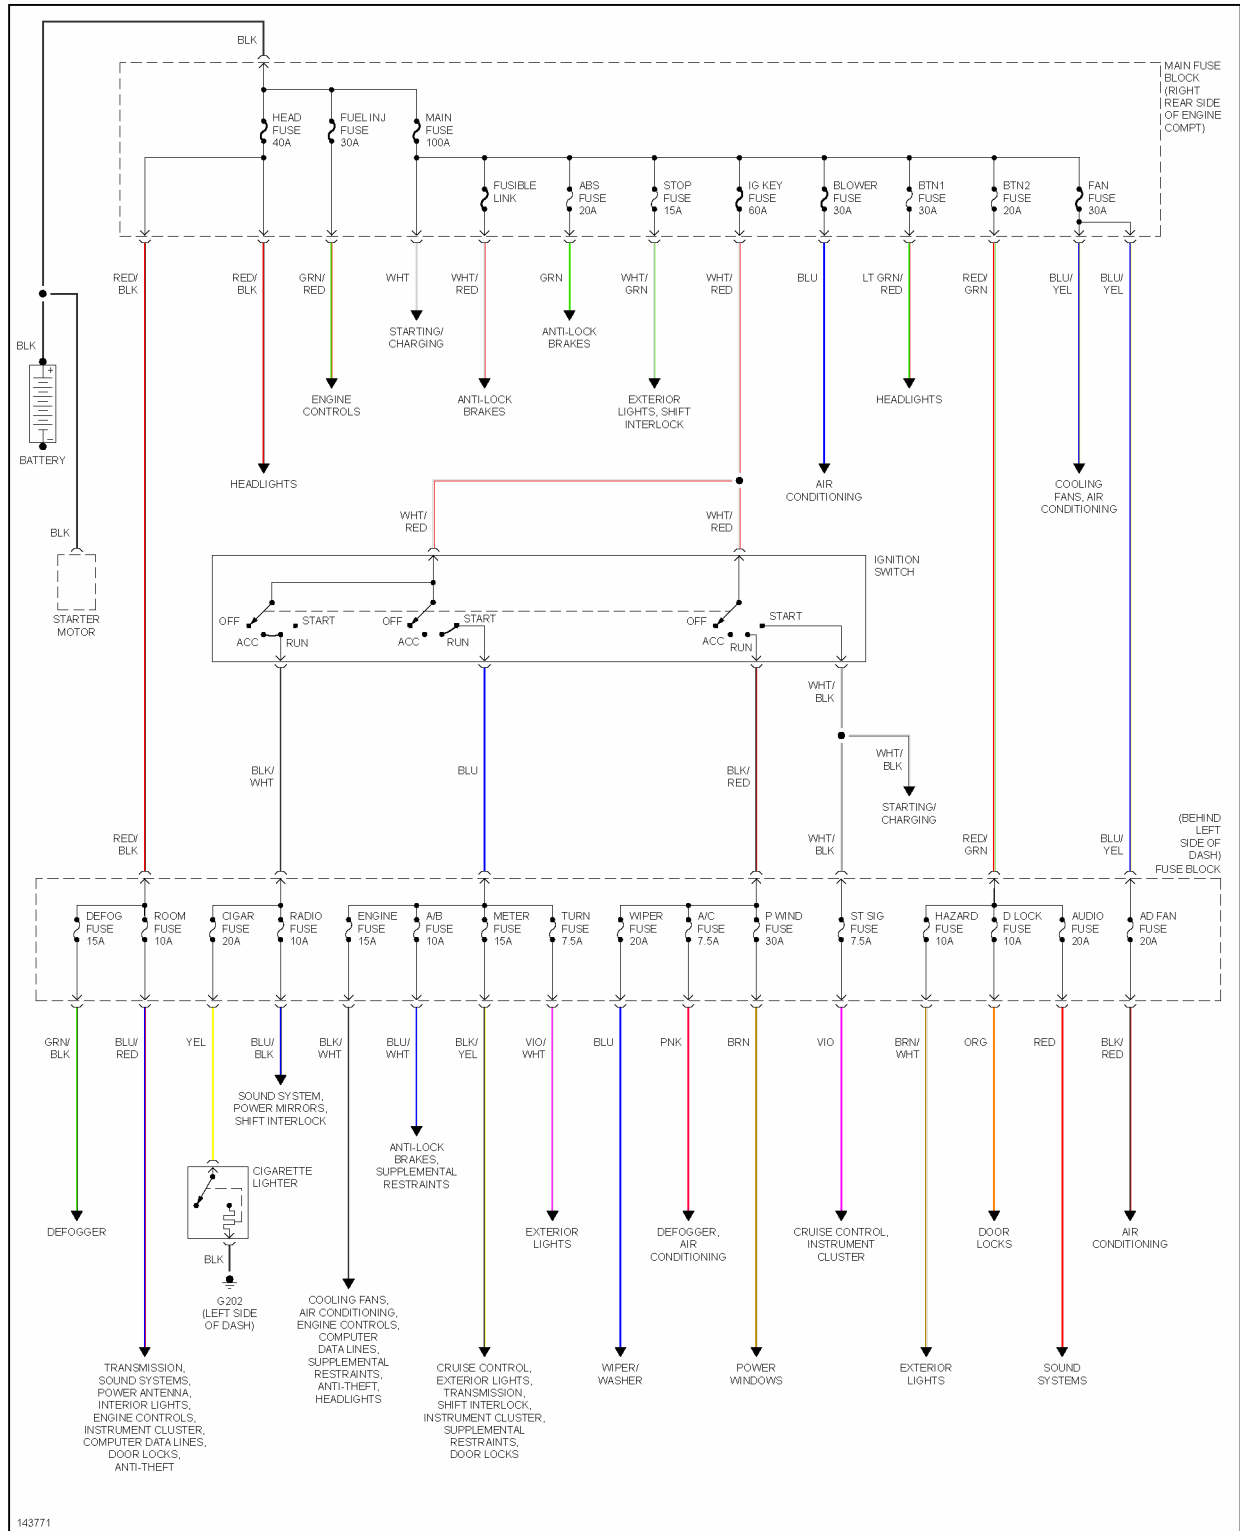 BLK
MAIN FUSE
BLOCK
(RIGHT
REAR SIDE
OF ENGINE
COMPT)
HEAD
FUSE
40A
FUEL INJ
FUSE
30A
MAIN
FUSE
100A
FUSIBLE
LINK
ABS
FUSE
20A
STOP
FUSE
15A
IG KEY
FUSE
60A
BLOWER
FUSE
30A
BTN1
FUSE
30A
BTN2
FUSE
20A
FAN
FUSE
30A
RED/
BLK
RED/
BLK
GRN/
RED
WHT
WHT/
RED
GRN
WHT/
GRN
WHT/
RED
BLU
LT GRN/
RED
RED/
GRN
BLU/
YEL
BLU/
YEL
STARTING/
CHARGING
ANTI-LOCK
BRAKES
BLK
+
-
BATTERY
ENGINE
CONTROLS
ANTI-LOCK
BRAKES
EXTERIOR
LIGHTS, SHIFT
INTERLOCK
HEADLIGHTS
HEADLIGHTS
AIR
CONDITIONING
COOLING
FANS, AIR
CONDITIONING
BLK
STARTER
MOTOR
WHT/
RED
WHT/
RED
IGNITION
SWITCH
OFF
ACC
RUN
START
OFF
ACC
RUN
START
OFF
ACC
RUN
START
WHT/
BLK
WHT/
BLK
STARTING/
CHARGING
BLK/
WHT
BLU
BLK/
RED
RED/
BLK
WHT/
BLK
RED/
GRN
BLU/
YEL
(BEHIND
LEFT
SIDE OF
DASH)
FUSE BLOCK
DEFOG
FUSE
15A
ROOM
FUSE
10A
CIGAR
FUSE
20A
RADIO
FUSE
10A
ENGINE
FUSE
15A
A/B
FUSE
10A
METER
FUSE
15A
TURN
FUSE
7.5A
WIPER
FUSE
20A
A/C
FUSE
7.5A
P WIND
FUSE
30A
ST SIG
FUSE
7.5A
HAZARD
FUSE
10A
D LOCK
FUSE
10A
AUDIO
FUSE
20A
AD FAN
FUSE
20A
GRN/
BLK
BLU/
RED
YEL
BLU/
BLK
BLK/
WHT
BLU/
WHT
BLK/
YEL
VIO/
WHT
BLU
PNK
BRN
VIO
BRN/
WHT
ORG
RED
BLK/
RED
SOUND SYSTEM,
POWER MIRRORS,
SHIFT INTERLOCK
ANTI-LOCK
BRAKES,
SUPPLEMENTAL
RESTRAINTS
CIGARETTE
LIGHTER
BLK
G202
(LEFT SIDE
OF DASH)
DEFOGGER
EXTERIOR
LIGHTS
DEFOGGER,
AIR
CONDITIONING
CRUISE CONTROL,
INSTRUMENT
CLUSTER
DOOR
LOCKS
AIR
CONDITIONING
COOLING FANS,
AIR CONDITIONING,
ENGINE CONTROLS,
COMPUTER
DATA LINES,
SUPPLEMENTAL
RESTRAINTS,
ANTI-THEFT,
HEADLIGHTS
TRANSMISSION,
SOUND SYSTEMS,
POWER ANTENNA,
INTERIOR LIGHTS,
ENGINE CONTROLS,
INSTRUMENT CLUSTER,
COMPUTER DATA LINES,
DOOR LOCKS,
ANTI-THEFT
CRUISE CONTROL,
EXTERIOR LIGHTS,
TRANSMISSION,
SHIFT INTERLOCK,
INSTRUMENT CLUSTER,
SUPPLEMENTAL
RESTRAINTS,
DOOR LOCKS
WIPER/
WASHER
POWER
WINDOWS
EXTERIOR
LIGHTS
SOUND
SYSTEMS
143771